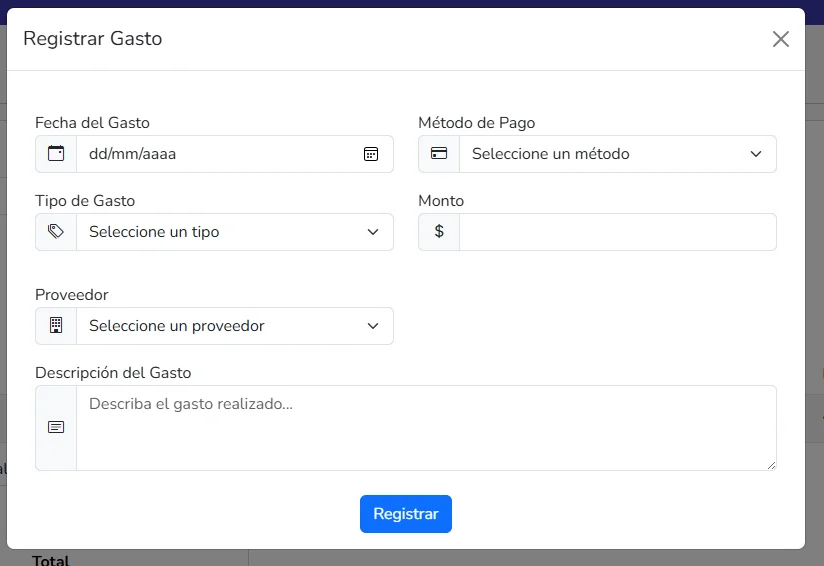 Registrar Gasto
Fecha del Gasto
Método de Pago
dd/mm/aaaa
Seleccione un método
Tipo de Gasto
Monto
Seleccione un tipo
$
Proveedor
Seleccione un proveedor
Descripción del Gasto
Describa el gasto realizado...
Registrar
Total